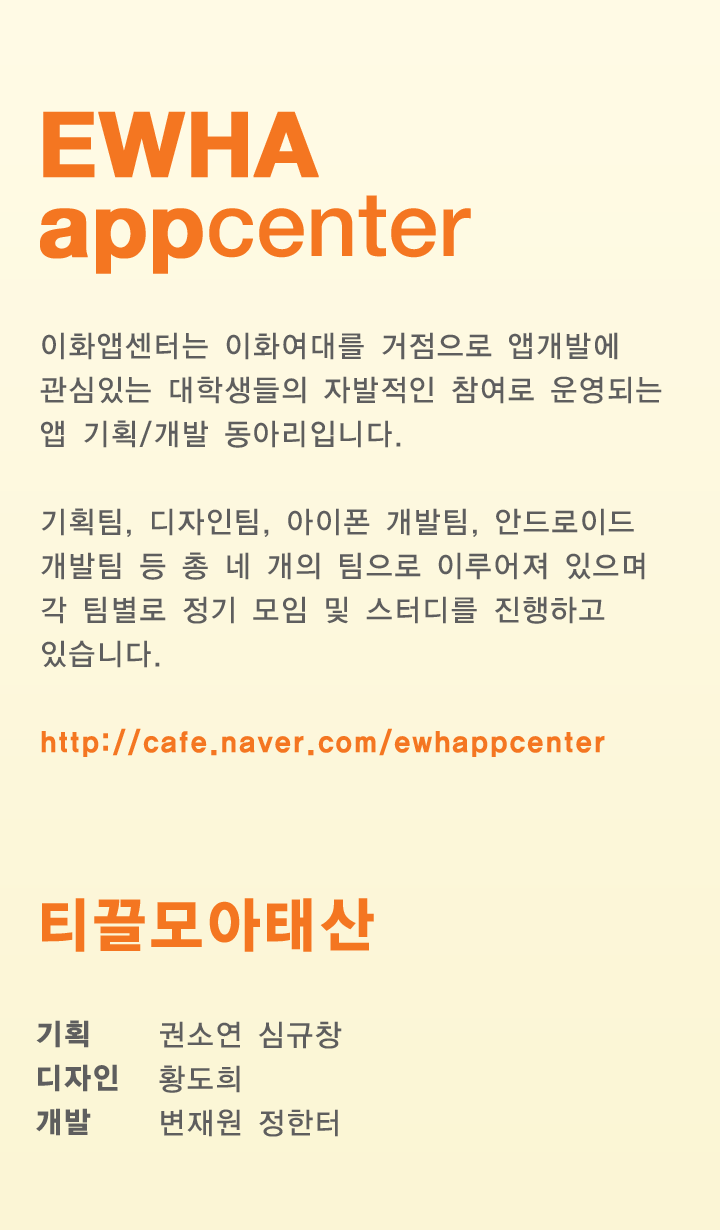 EWHA
appcenter
이화앱센터는 이화여대를 거점으로 앱개발에
관심있는 대학생들의 자발적인 참여로 운영되는
앱 기획/개발 동아리입니다.
기획팀, 디자인팀, 아이폰 개발팀, 안드로이드
개발팀 등 총 네 개의 팀으로 이루어져 있으며
각 팀별로 정기 모임 및 스터디를 진행하고
있습니다.
http://cafe.naver.com/ewhappcenter
티끌모아태산
기획 권소연 심규창
디자인 황도희
개발 변재원 정한터